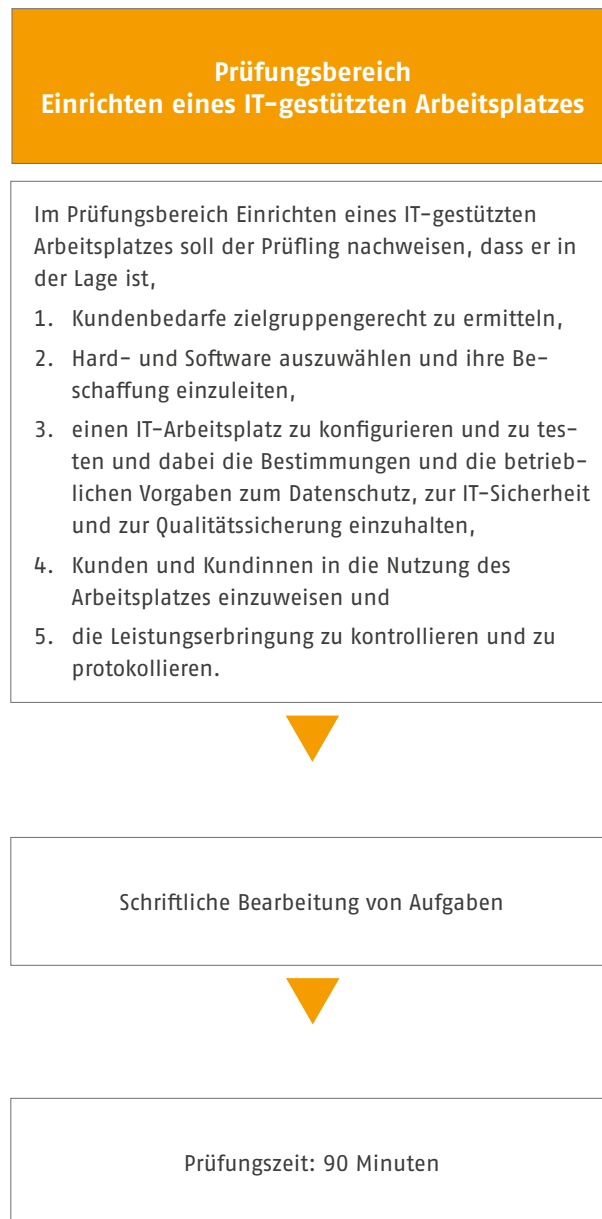 Prüfungsbereich
Einrichten eines IT-gestützten Arbeitsplatzes
Im Prüfungsbereich Einrichten eines IT-gestützten
Arbeitsplatzes soll der Prüfling nachweisen, dass er in
der Lage ist,
1. Kundenbedarfe zielgruppengerecht zu ermitteln,
2. Hard- und Software auszuwählen und ihre Be-
schaffung einzuleiten,
3. einen IT-Arbeitsplatz zu konfigurieren und zu tes-
ten und dabei die Bestimmungen und die betrieb-
lichen Vorgaben zum Datenschutz, zur IT-Sicherheit
und zur Qualitätssicherung einzuhalten,
4. Kunden und Kundinnen in die Nutzung des
Arbeitsplatzes einzuweisen und
5. die Leistungserbringung zu kontrollieren und zu
protokollieren.
Schriftliche Bearbeitung von Aufgaben
Prüfungszeit: 90 Minuten